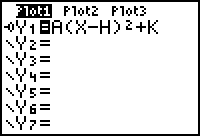 Plot1 Plot2 Plot3
Y1=A(X-H)²+K
\Y2=
\Y3=
\Y4=
\Y5=
\Y6=
\Y7=